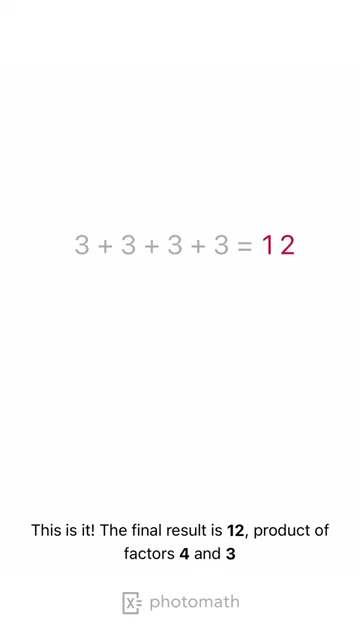 3 + 3 + 3 + 3 = 12
This is it! The final result is 12, product of
factors 4 and 3
photomath